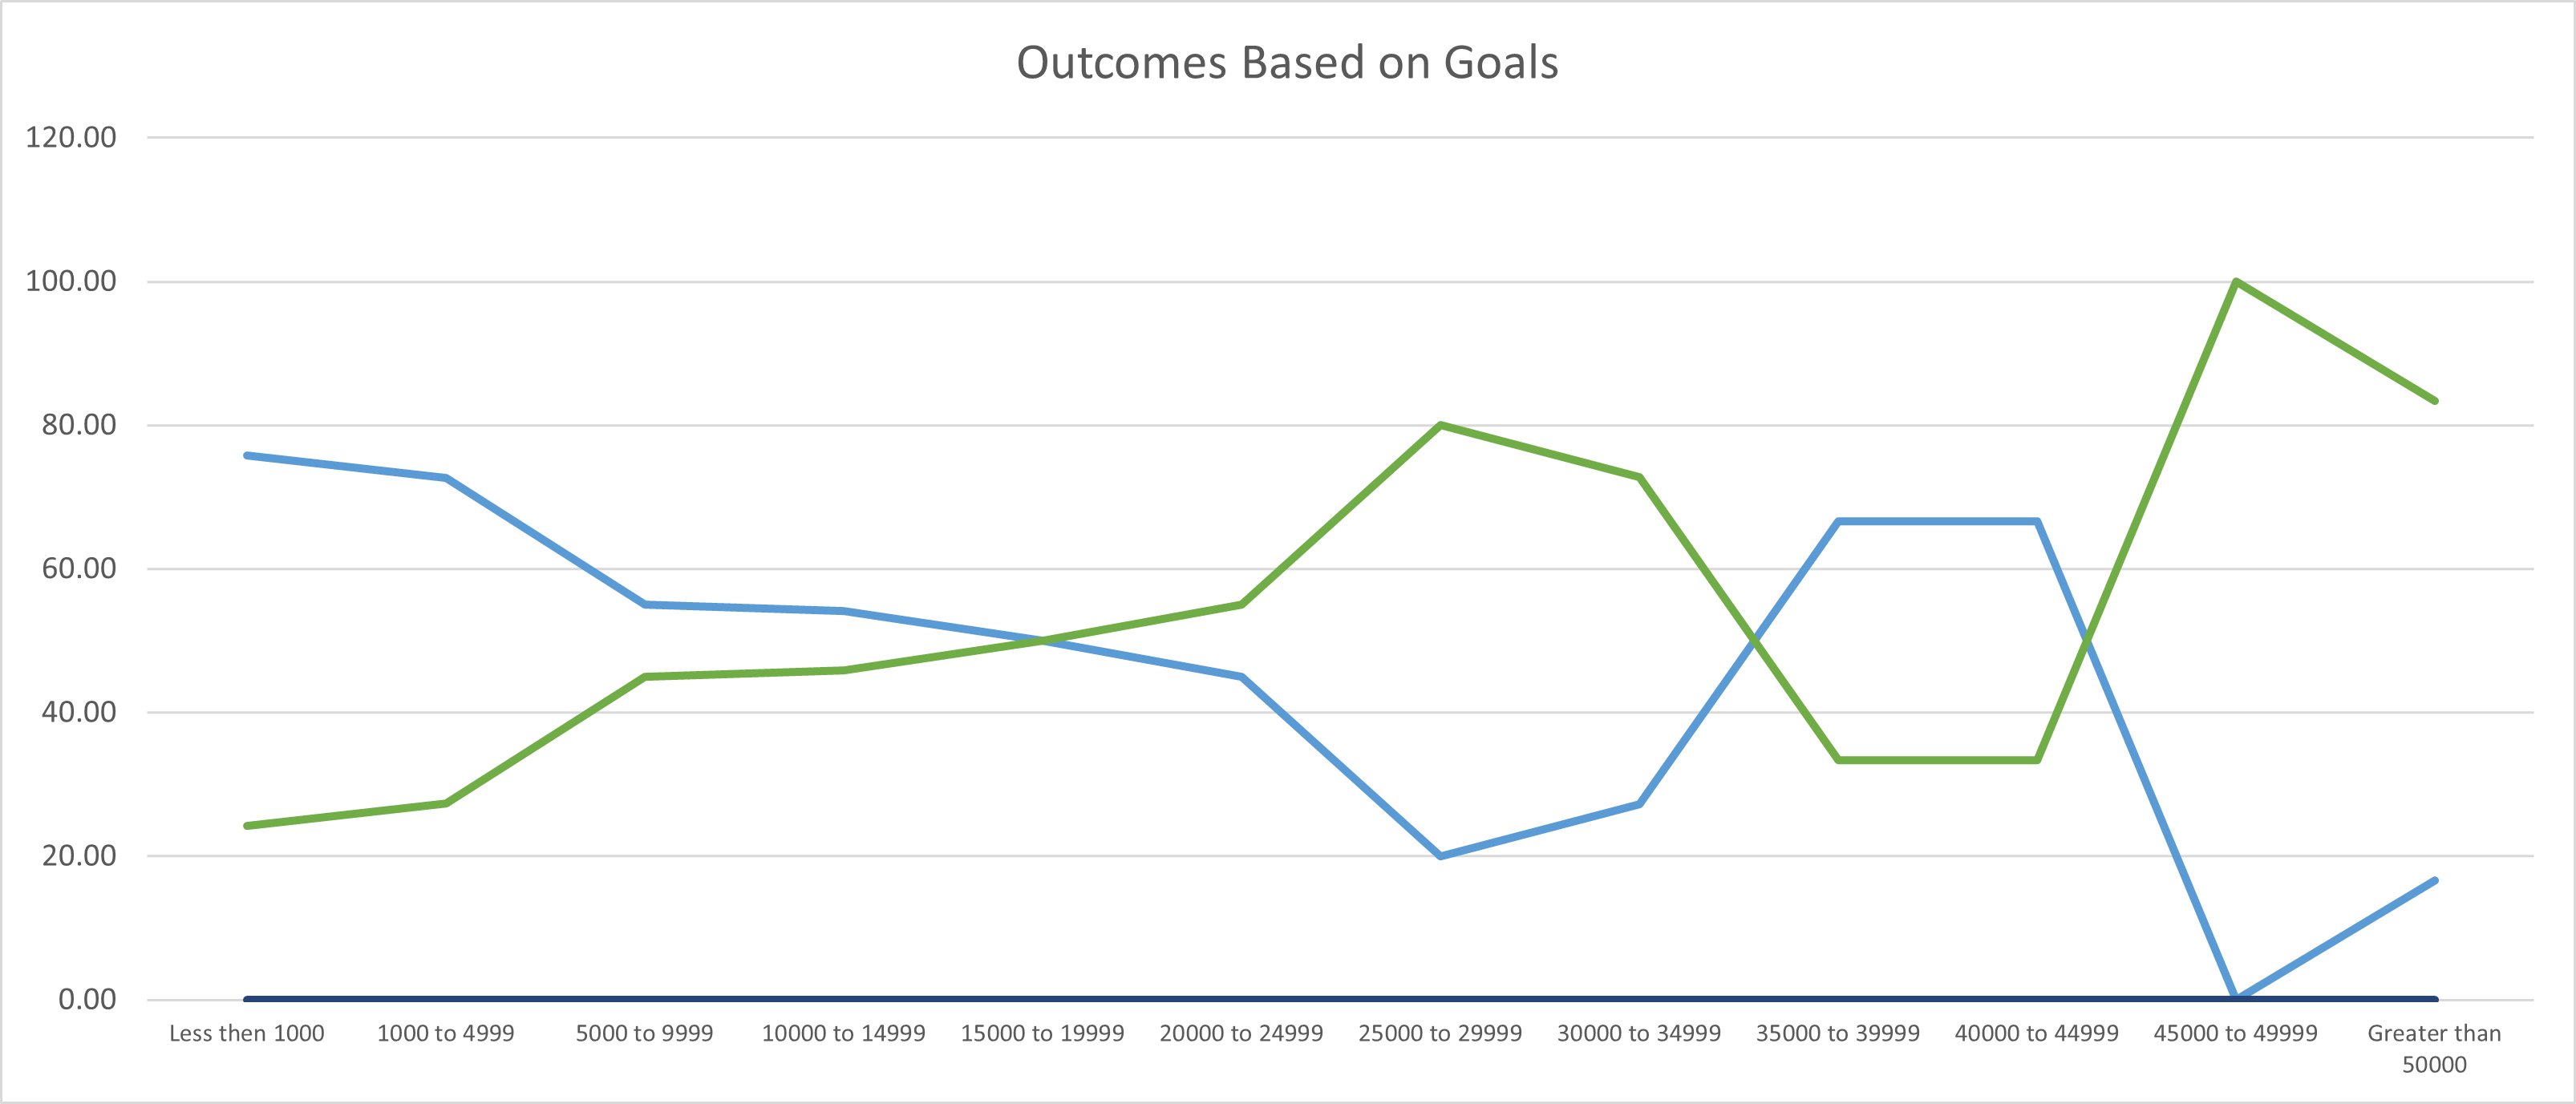 Outcomes Based on Goals
120.00
100.00
80.00
60.00
40.00
20.00
0.00
Less then 1000
1000 to 4999
5000 to 9999
10000 to 14999
15000 to 19999
20000 to 24999
25000 to 29999
30000 to 34999
35000 to 39999
40000 to 44999
45000 to 49999
Greater than
50000